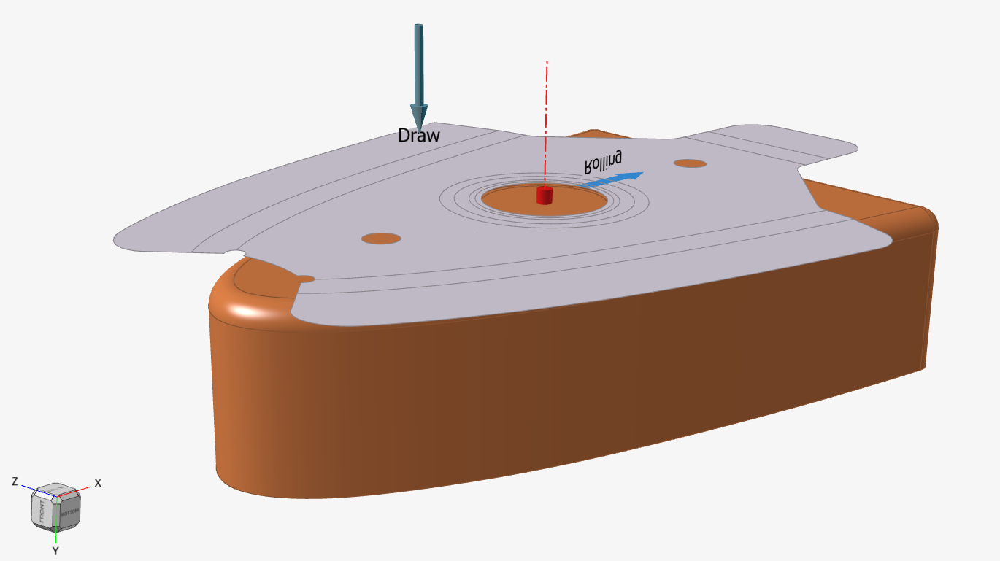 Draw
Rolling
Z
X
FRONT
BOTTOM
Y